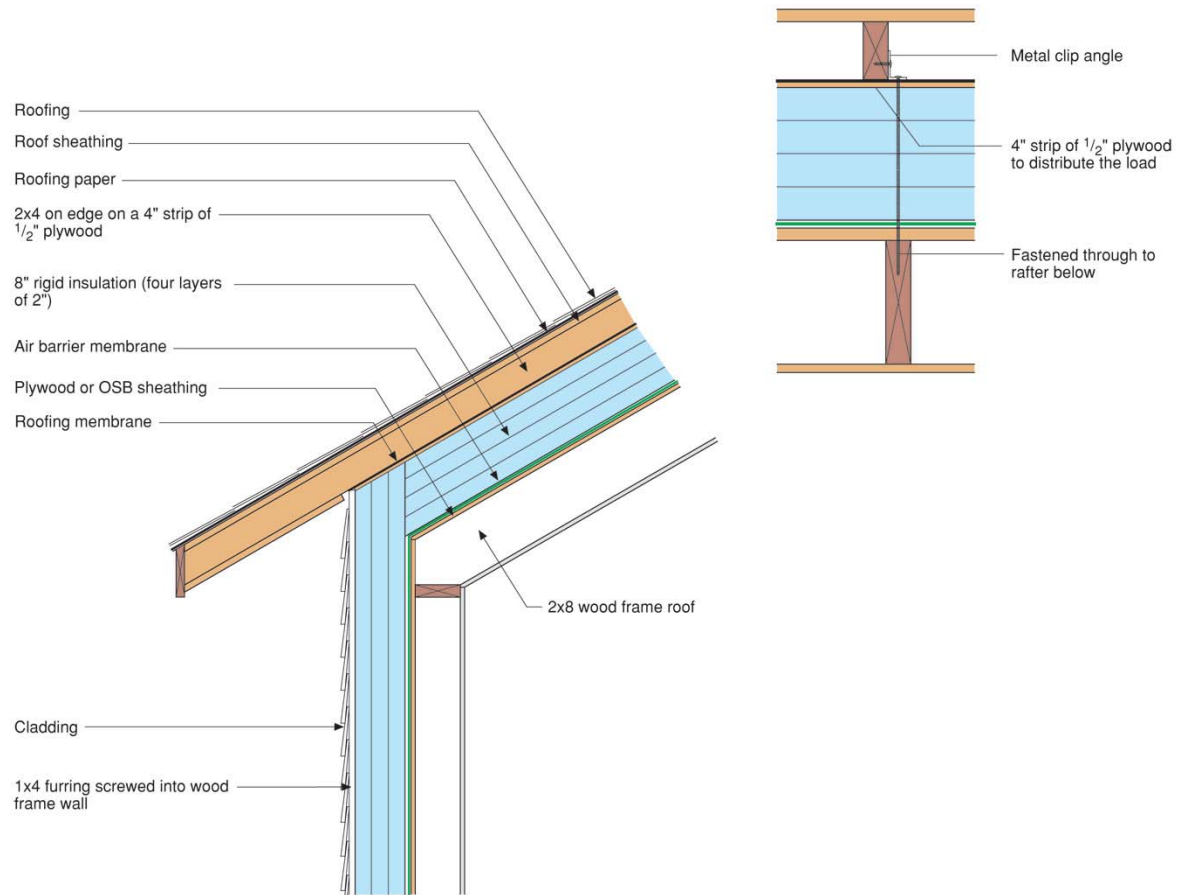 Roofing
Roof sheathing
Roofing paper
2x4 on edge on a 4" strip of
1/2" plywood
8" rigid insulation (four layers
of 2")
Air barrier membrane
Plywood or OSB sheathing
Roofing membrane
2x8 wood frame roof
Cladding
1x4 furring screwed into wood
frame wall
Metal clip angle
4" strip of 1/2" plywood
to distribute the load
Fastened through to
rafter below